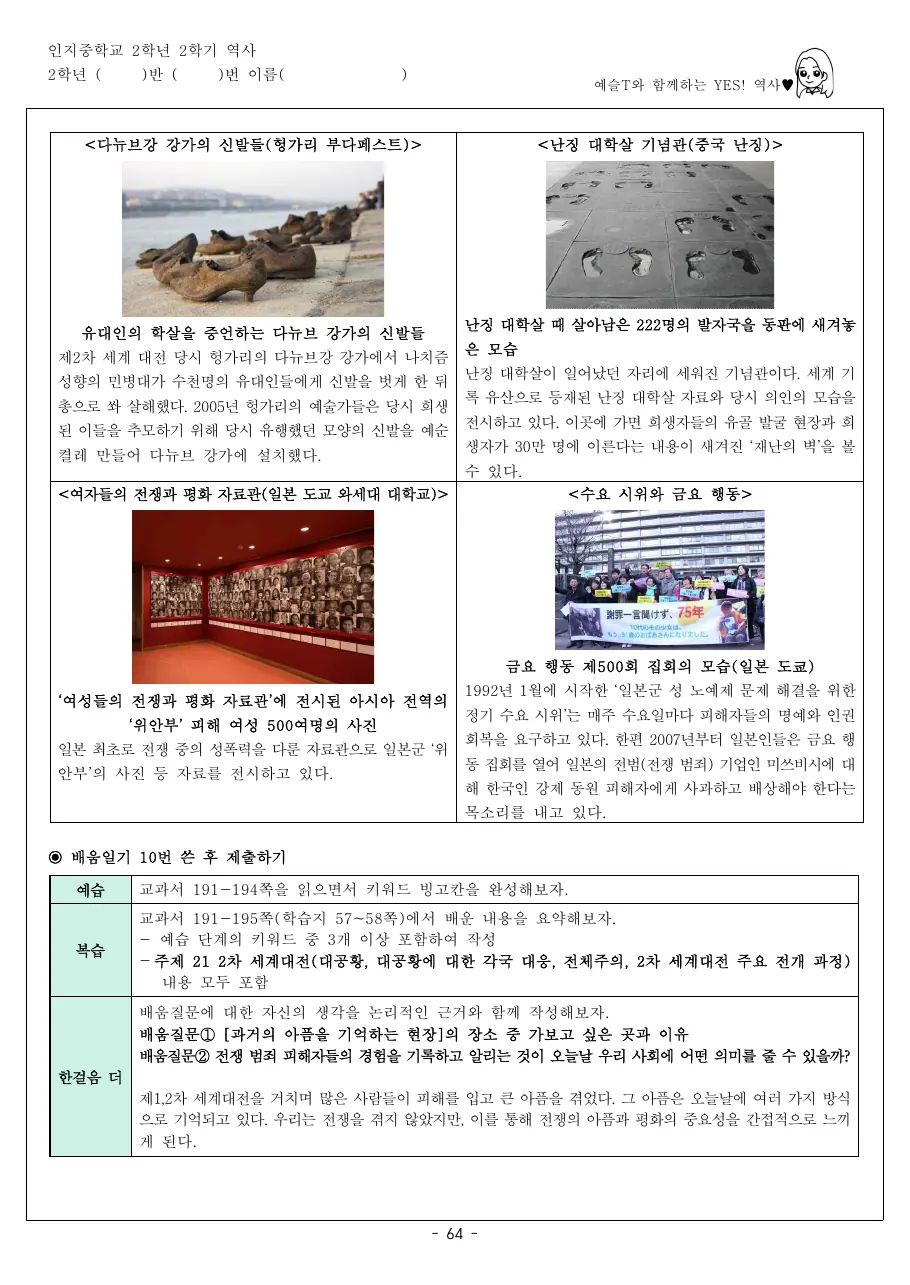 인지중학교 2학년 2학기 역사
2학년 ( )반 ( )번 이름( )
예슬T와 함께하는 YES! 역사♥
<다뉴브강 강가의 신발들(헝가리 부다페스트)>
유대인의 학살을 증언하는 다뉴브 강가의 신발들
제2차 세계 대전 당시 헝가리의 다뉴브강 강가에서 나치즘
성향의 민병대가 수천명의 유대인들에게 신발을 벗게 한 뒤
총으로 쏴 살해했다. 2005년 헝가리의 예술가들은 당시 희생
된 이들을 추모하기 위해 당시 유행했던 모양의 신발을 예순
켤레 만들어 다뉴브 강가에 설치했다.
<난징 대학살 기념관(중국 난징)>
난징 대학살 때 살아남은 222명의 발자국을 동판에 새겨놓
은 모습
난징 대학살이 일어났던 자리에 세워진 기념관이다. 세계 기
록 유산으로 등재된 난징 대학살 자료와 당시 의인의 모습을
전시하고 있다. 이곳에 가면 희생자들의 유골 발굴 현장과 희
생자가 30만 명에 이른다는 내용이 새겨진 ‘재난의 벽’을 볼
수 있다.
<여자들의 전쟁과 평화 자료관(일본 도교 와세대 대학교)>
‘여성들의 전쟁과 평화 자료관’에 전시된 아시아 전역의
‘위안부’ 피해 여성 500여명의 사진
일본 최초로 전쟁 중의 성폭력을 다룬 자료관으로 일본군 ‘위
안부’의 사진 등 자료를 전시하고 있다.
<수요 시위와 금요 행동>
謝罪一言聞けず、75年
10代のその少女は、
もう、90歳のおばあさんになりました。
금요 행동 제500회 집회의 모습(일본 도쿄)
1992년 1월에 시작한 ‘일본군 성 노예제 문제 해결을 위한
정기 수요 시위’는 매주 수요일마다 피해자들의 명예와 인권
회복을 요구하고 있다. 한편 2007년부터 일본인들은 금요 행
동 집회를 열어 일본의 전범(전쟁 범죄) 기업인 미쓰비시에 대
해 한국인 강제 동원 피해자에게 사과하고 배상해야 한다는
목소리를 내고 있다.
◉ 배움일기 10번 쓴 후 제출하기
예습
교과서 191-194쪽을 읽으면서 키워드 빙고칸을 완성해보자.
복습
교과서 191-195쪽(학습지 57~58쪽)에서 배운 내용을 요약해보자.
- 예습 단계의 키워드 중 3개 이상 포함하여 작성
- 주제 21 2차 세계대전(대공황, 대공황에 대한 각국 대응, 전체주의, 2차 세계대전 주요 전개 과정)
내용 모두 포함
한걸음 더
배움질문에 대한 자신의 생각을 논리적인 근거와 함께 작성해보자.
배움질문① [과거의 아픔을 기억하는 현장]의 장소 중 가보고 싶은 곳과 이유
배움질문② 전쟁 범죄 피해자들의 경험을 기록하고 알리는 것이 오늘날 우리 사회에 어떤 의미를 줄 수 있을까?
제1,2차 세계대전을 거치며 많은 사람들이 피해를 입고 큰 아픔을 겪었다. 그 아픔은 오늘날에 여러 가지 방식
으로 기억되고 있다. 우리는 전쟁을 겪지 않았지만, 이를 통해 전쟁의 아픔과 평화의 중요성을 간접적으로 느끼
게 된다.
- 64 -